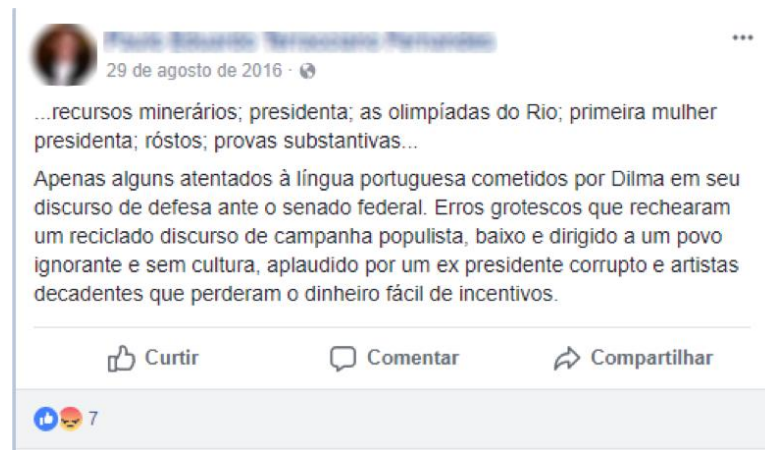 29 de agosto de 2016 ·
...recursos minerários; presidenta; as olimpíadas do Rio; primeira mulher
presidenta; róstos; provas substantivas...
Apenas alguns atentados à língua portuguesa cometidos por Dilma em seu
discurso de defesa ante o senado federal. Erros grotescos que rechearam
um reciclado discurso de campanha populista, baixo e dirigido a um povo
ignorante e sem cultura, aplaudido por um ex presidente corrupto e artistas
decadentes que perderam o dinheiro fácil de incentivos.
Curtir Comentar Compartilhar
7